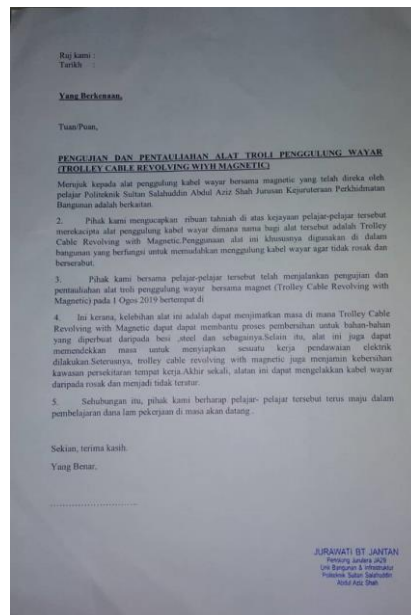 Ruj kami :
Tarikh :
Yang Berkenaan,
Tuan/Puan,
PENGUJIAN DAN PENTAULIAHAN ALAT TROLI PENGGULUNG WAYAR
(TROLLEY CABLE REVOLVING WIYH MAGNETIC)
Merujuk kepada alat penggulung kabel wayar bersama magnetic yang telah direka oleh
pelajar Politeknik Sultan Salahuddin Abdul Aziz Shah Jurusan Kejuruteraan Perkhidmatan
Bangunan adalah berkaitan.
2. Pihak kami mengucapkan ribuan tahniah di atas kejayaan pelajar-pelajar tersebut
merekacipta alat penggulung kabel wayar dimana nama bagi alat tersebut adalah Trolley
Cable Revolving with Magnetic.Penggunaan alat ini khususnya digunakan di dalam
bangunan yang berfungsi untuk memudahkan menggulung kabel wayar agar tidak rosak dan
berserabut.
3. Pihak kami bersama pelajar-pelajar tersebut telah menjalankan pengujian dan
pentauliahan alat troli penggulung wayar bersama magnet (Trolley Cable Revolving with
Magnetic) pada 1 Ogos 2019 bertempat di
4. Ini kerana, kelebihan alat ini adalah dapat menjimatkan masa di mana Trolley Cable
Revolving with Magnetic dapat dapat membantu proses pembersihan untuk bahan-bahan
yang diperbuat daripada besi ,steel dan sebagainya.Selain itu, alat ini juga dapat
memendekkan masa untuk menyiapkan sesuatu kerja pendawaian elektrik
dilakukan.Seterusnya, trolley cable revolving with magnetic juga menjamin kebersihan
kawasan persekitaran tempat kerja.Akhir sekali, alatan ini dapat mengelakkan kabel wayar
daripada rosak dan menjadi tidak teratur.
5. Sehubungan itu, pihak kami berharap pelajar- pelajar tersebut terus maju dalam
pembelajaran dana lam pekerjaan di masa akan datang .
Sekian, terima kasih.
Yang Benar,
JURAWATI BT JANTAN
Penolong Jurutera JA29
Unit Bangunan & Infrastruktur
Politeknik Sultan Salahuddin
Abdul Aziz Shah